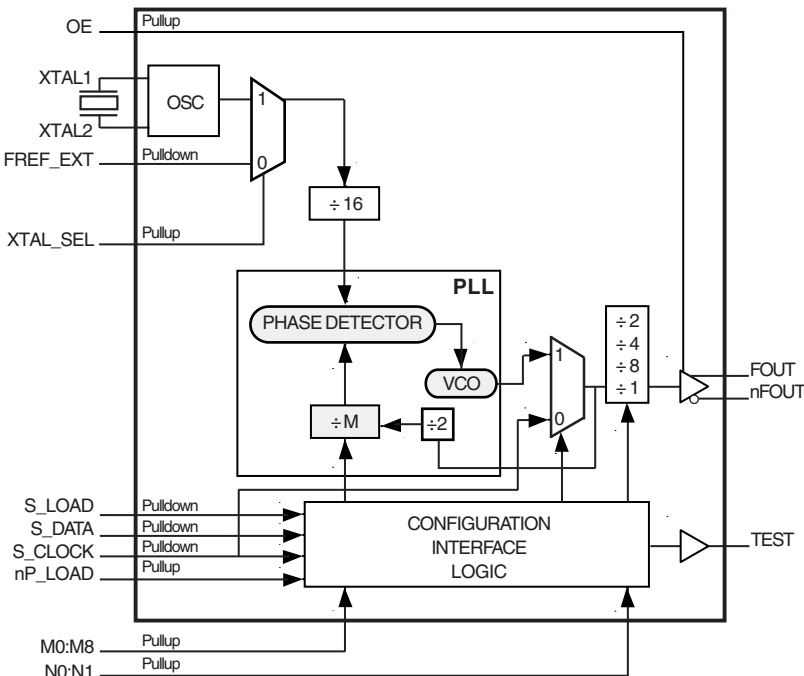 OE Pullup
XTAL1
OSC
XTAL2
1
0
FREF_EXT Pulldown
÷ 16
XTAL_SEL Pullup
PLL
PHASE DETECTOR
VCO
÷ M
÷2
1
0
÷ 2
÷ 4
÷ 8
÷ 1
FOUT
nFOUT
S_LOAD Pulldown
S_DATA Pulldown
S_CLOCK Pulldown
nP_LOAD Pullup
CONFIGURATION
INTERFACE
LOGIC
TEST
M0:M8 Pullup
N0:N1 Pullup